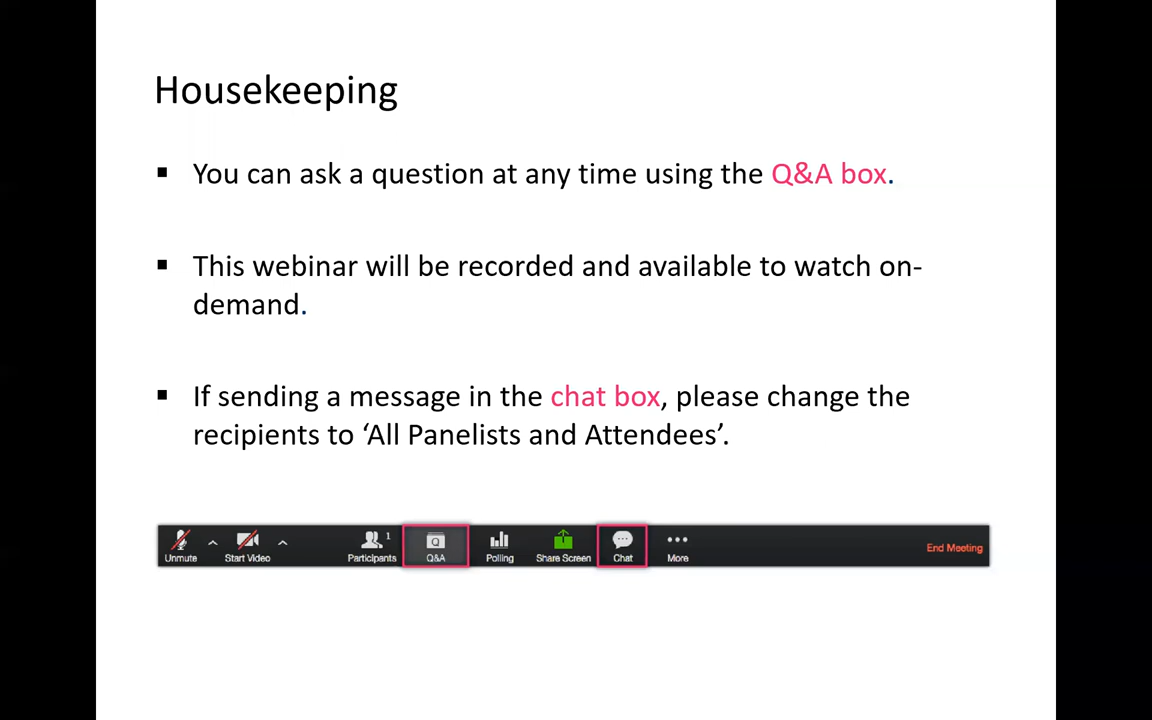 Housekeeping
▪ You can ask a question at any time using the Q&A box.
▪ This webinar will be recorded and available to watch on-
demand.
▪ If sending a message in the chat box, please change the
recipients to ‘All Panelists and Attendees’.
Unmute Start Video Participants 1 Q&A Polling Share Screen Chat More End Meeting